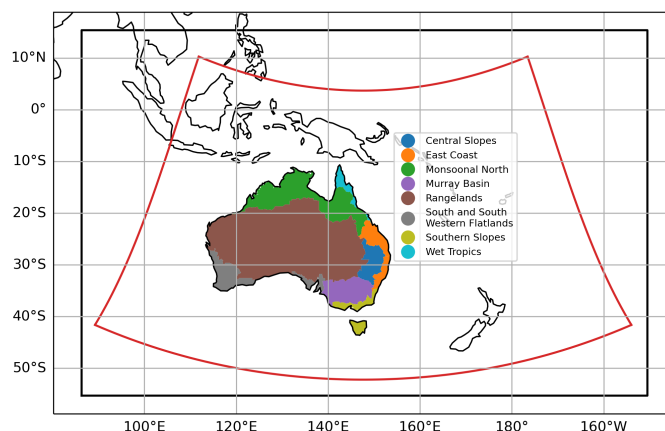 10°N
0°
10°S
20°S
30°S
40°S
50°S
Central Slopes
East Coast
Monsoonal North
Murray Basin
Rangelands
South and South
Western Flatlands
Southern Slopes
Wet Tropics
100°E
120°E
140°E
160°E
180°
160°W